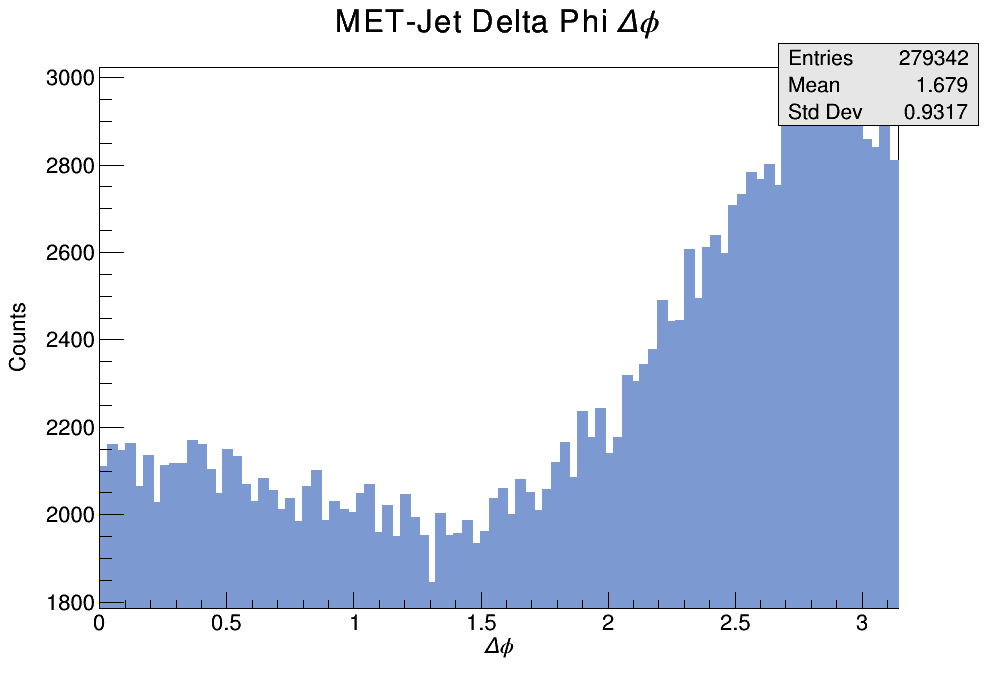 MET-Jet Delta Phi Δϕ
Entries 279342
Mean 1.679
Std Dev 0.9317
3000
2800
2600
2400
2200
2000
1800
Counts
0 0.5 1 1.5 2 2.5 3
Δϕ